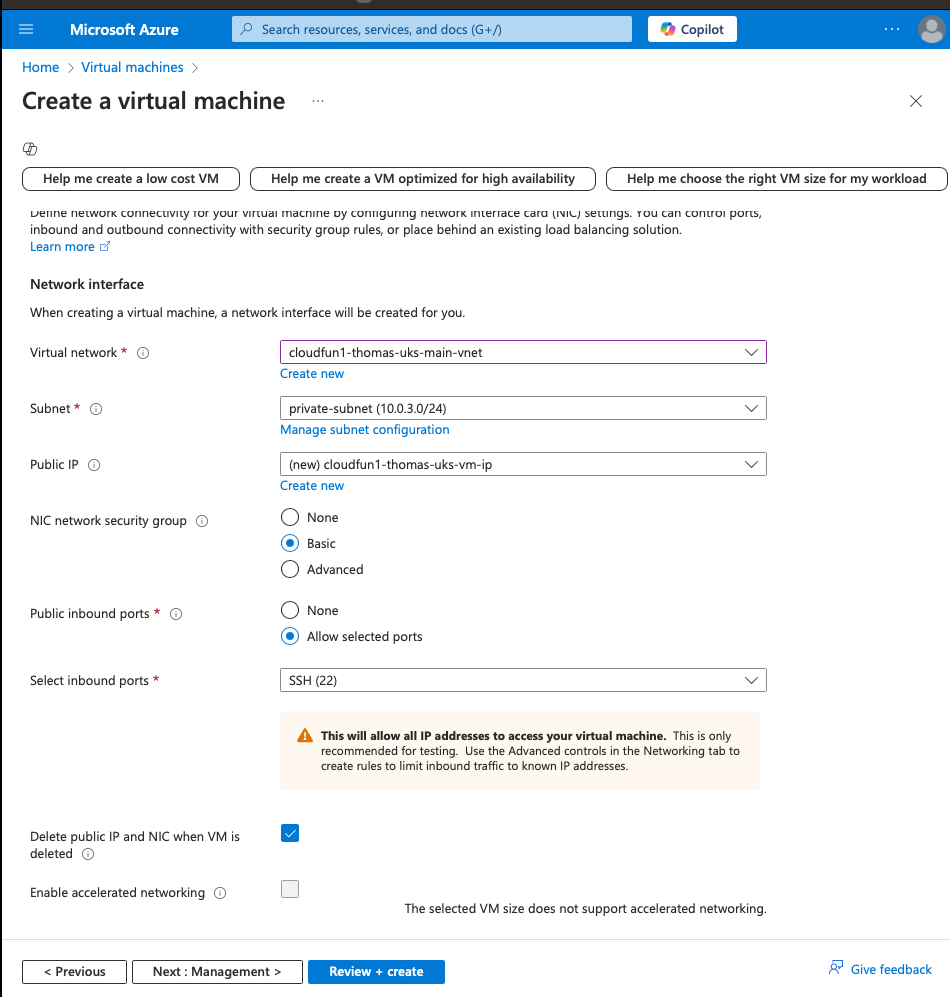 Microsoft Azure
Search resources, services, and docs (G+/)
Copilot
Home > Virtual machines >
Create a virtual machine
Help me create a low cost VM
Help me create a VM optimized for high availability
Help me choose the right VM size for my workload
Define network connectivity for your virtual machine by configuring network interface card (NIC) settings. You can control ports,
inbound and outbound connectivity with security group rules, or place behind an existing load balancing solution.
Learn more
Network interface
When creating a virtual machine, a network interface will be created for you.
Virtual network *
cloudfun1-thomas-uks-main-vnet
Create new
Subnet *
private-subnet (10.0.3.0/24)
Manage subnet configuration
Public IP
(new) cloudfun1-thomas-uks-vm-ip
Create new
NIC network security group
None
Basic
Advanced
Public inbound ports *
None
Allow selected ports
Select inbound ports *
SSH (22)
This will allow all IP addresses to access your virtual machine. This is only
recommended for testing. Use the Advanced controls in the Networking tab to
create rules to limit inbound traffic to known IP addresses.
Delete public IP and NIC when VM is
deleted
Enable accelerated networking
The selected VM size does not support accelerated networking.
< Previous
Next : Management >
Review + create
Give feedback